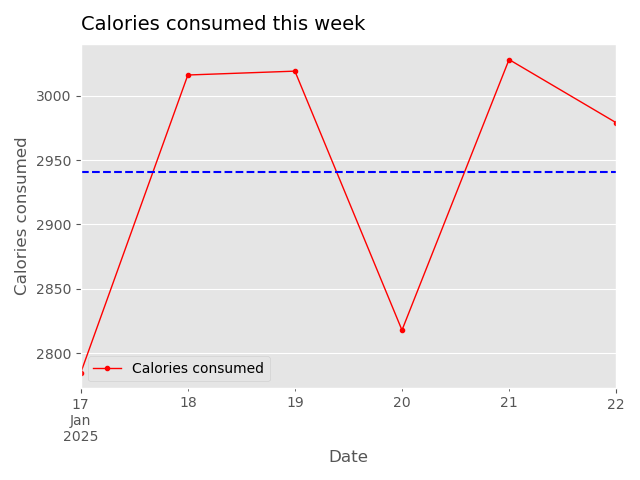 Calories consumed this week
3000
2950
2900
2850
2800
Calories consumed
Calories consumed
17
Jan
2025
18
19
20
21
22
Date